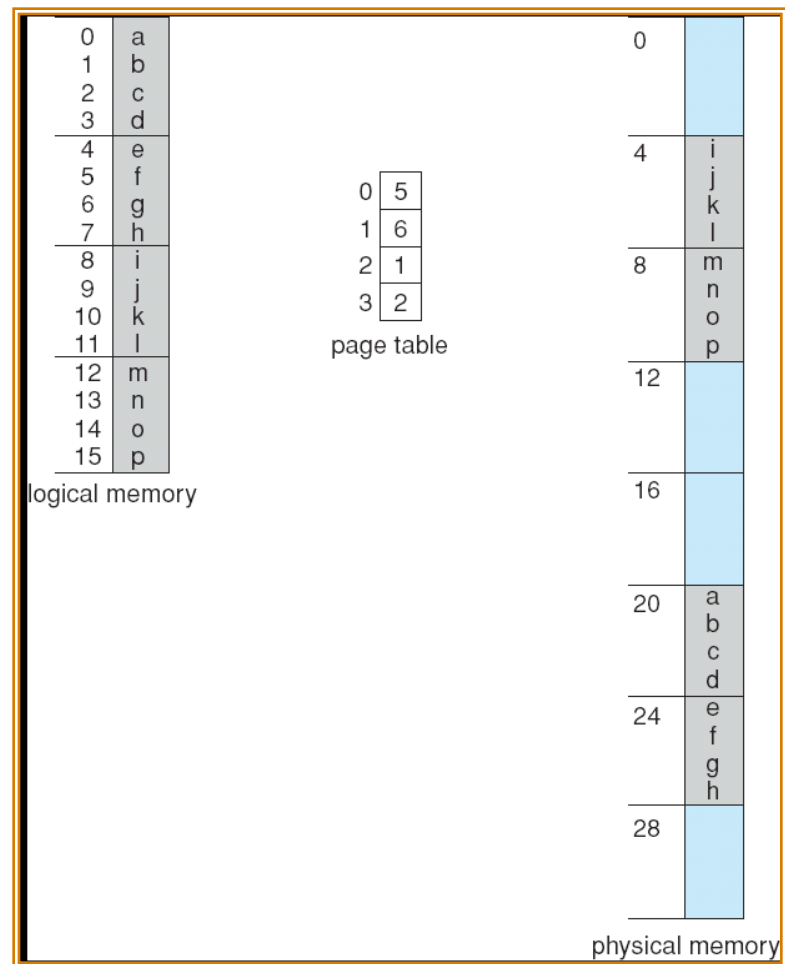 0 a
1 b
2 c
3 d
4 e
5 f
6 g
7 h
8 i
9 j
10 k
11 l
12 m
13 n
14 o
15 p
logical memory
0 5
1 6
2 1
3 2
page table
0
4 i
j
k
l
8 m
n
o
p
12
16
20 a
b
c
d
24 e
f
g
h
28
physical memory